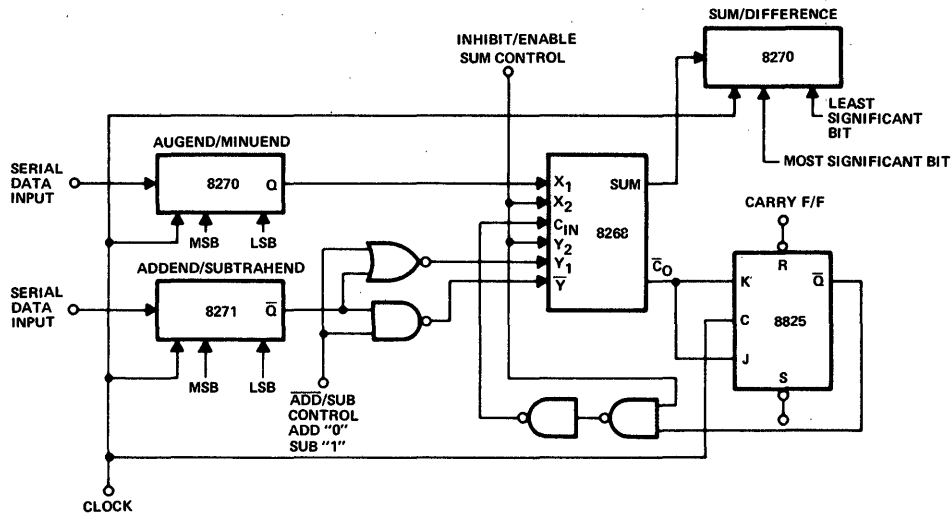 SUM/DIFFERENCE
8270
INHIBIT/ENABLE
SUM CONTROL
LEAST
SIGNIFICANT
BIT
MOST SIGNIFICANT BIT
AUGEND/MINUEND
SERIAL
DATA
INPUT
8270
Q
MSB
LSB
X1
X2
CIN
Y2
Y1
Y̅
SUM
8268
C̅O
CARRY F/F
R
K
Q̅
C
8825
J
S
ADDEND/SUBTRAHEND
SERIAL
DATA
INPUT
8271
Q̅
MSB
LSB
A̅D̅D̅/SUB
CONTROL
ADD "0"
SUB "1"
CLOCK